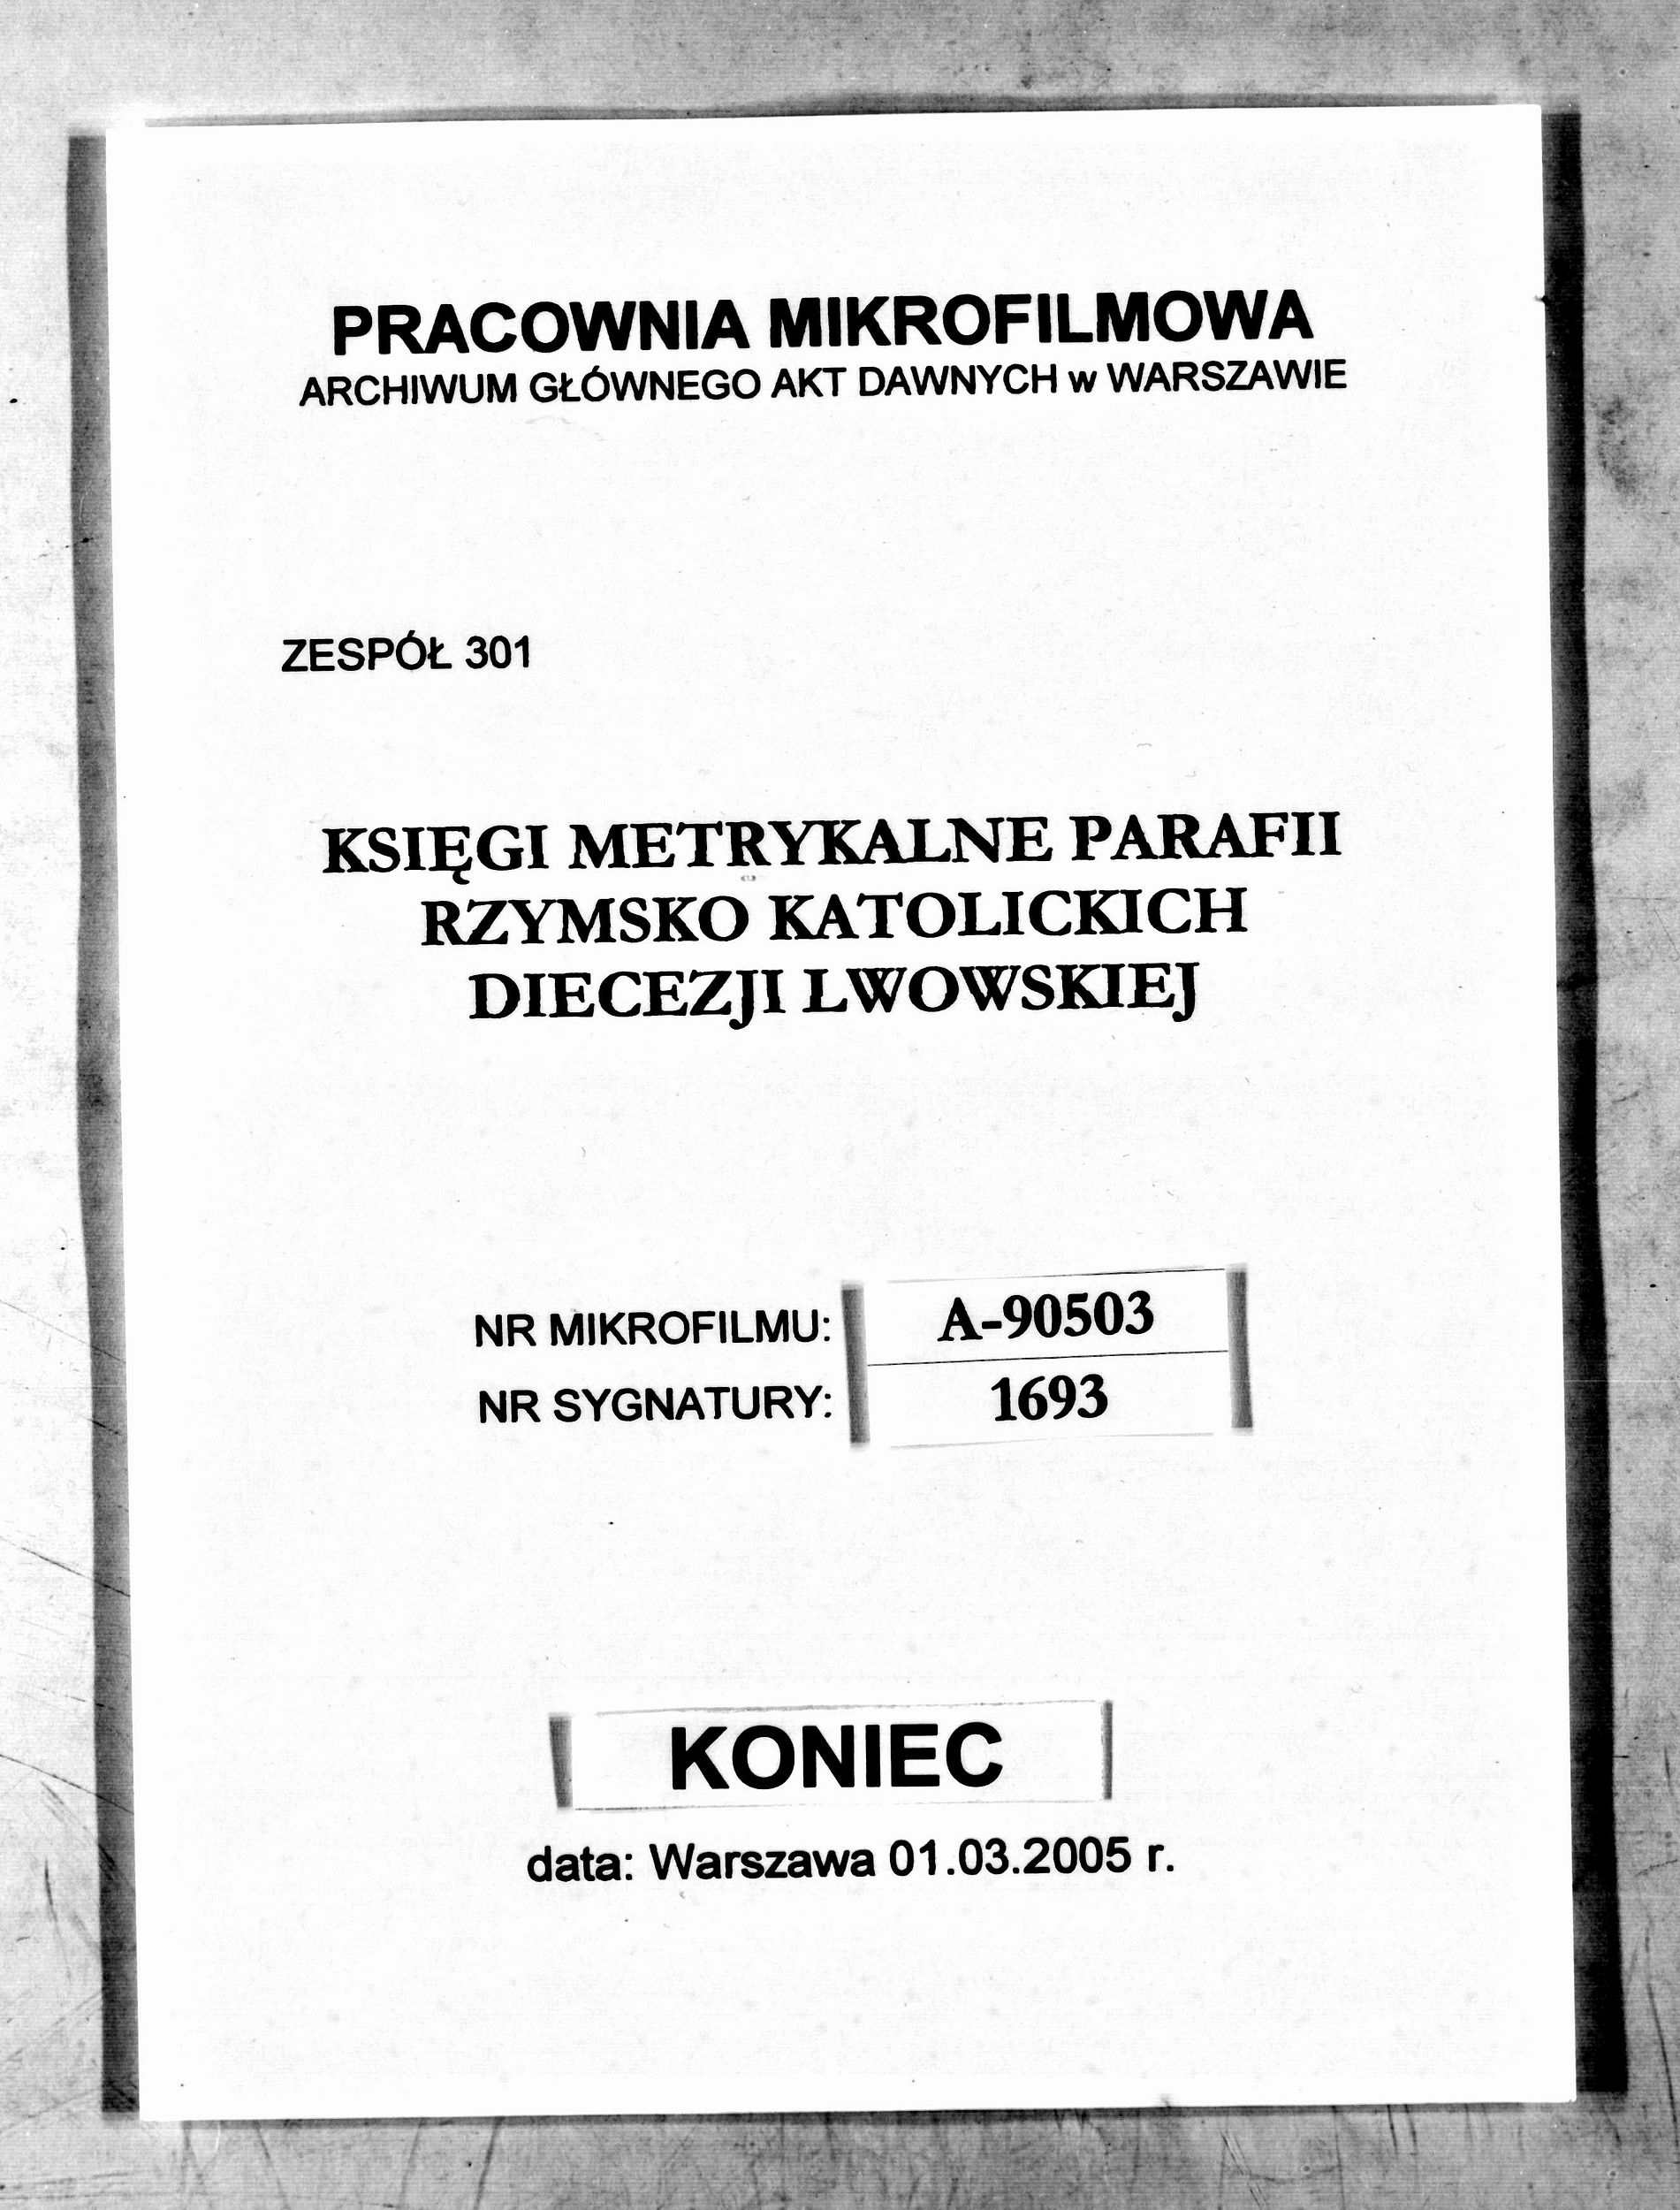 PRACOWNIA MIKROFILMOWA
ARCHIWUM GŁÓWNEGO AKT DAWNYCH w WARSZAWIE
ZESPÓŁ 301
KSIĘGI METRYKALNE PARAFII
RZYMSKO KATOLICKICH
DIECEZJI LWOWSKIEJ
NR MIKROFILMU: A-90503
NR SYGNATURY: 1693
KONIEC
data: Warszawa 01.03.2005 r.